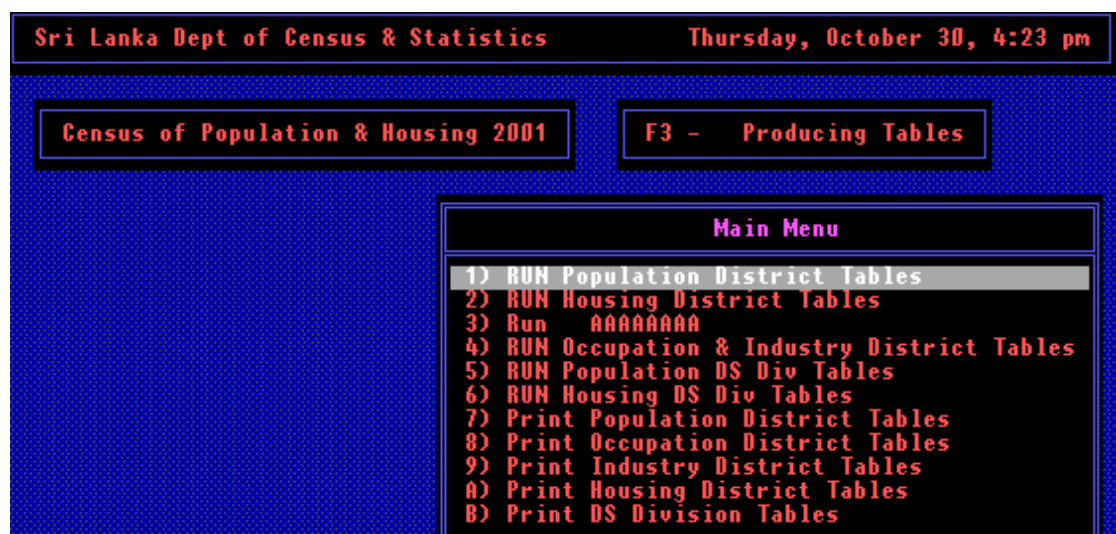 Sri Lanka Dept of Census & Statistics Thursday, October 30, 4:23 pm
Census of Population & Housing 2001 F3 - Producing Tables
Main Menu
1) RUN Population District Tables
2) RUN Housing District Tables
3) Run AAAAAAAA
4) RUN Occupation & Industry District Tables
5) RUN Population DS Div Tables
6) RUN Housing DS Div Tables
7) Print Population District Tables
8) Print Occupation District Tables
9) Print Industry District Tables
A) Print Housing District Tables
B) Print DS Division Tables